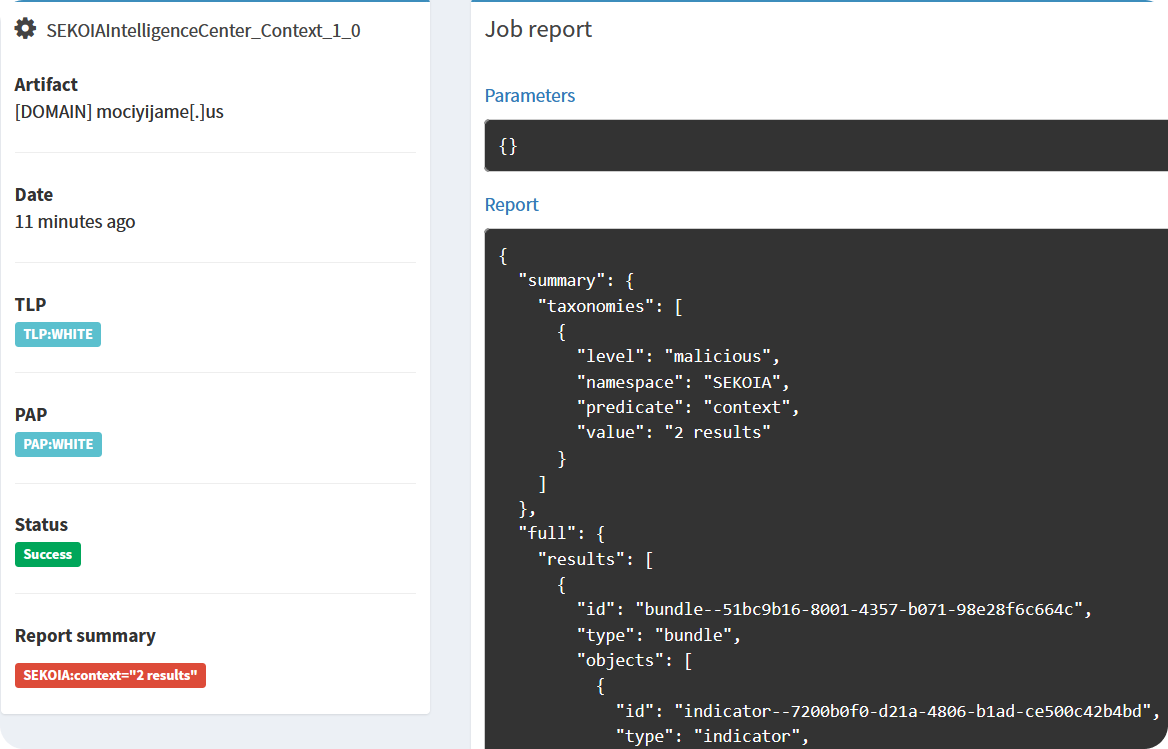 SEKOIAIntelligenceCenter_Context_1_0
Artifact
[DOMAIN] mociyijame[.]us
Date
11 minutes ago
TLP
TLP:WHITE
PAP
PAP:WHITE
Status
Success
Report summary
SEKOIA:context="2 results"
Job report
Parameters
{}
Report
{
  "summary": {
    "taxonomies": [
      {
        "level": "malicious",
        "namespace": "SEKOIA",
        "predicate": "context",
        "value": "2 results"
      }
    ]
  },
  "full": {
    "results": [
      {
        "id": "bundle--51bc9b16-8001-4357-b071-98e28f6c664c",
        "type": "bundle",
        "objects": [
          {
            "id": "indicator--7200b0f0-d21a-4806-b1ad-ce500c42b4bd",
            "type": "indicator",